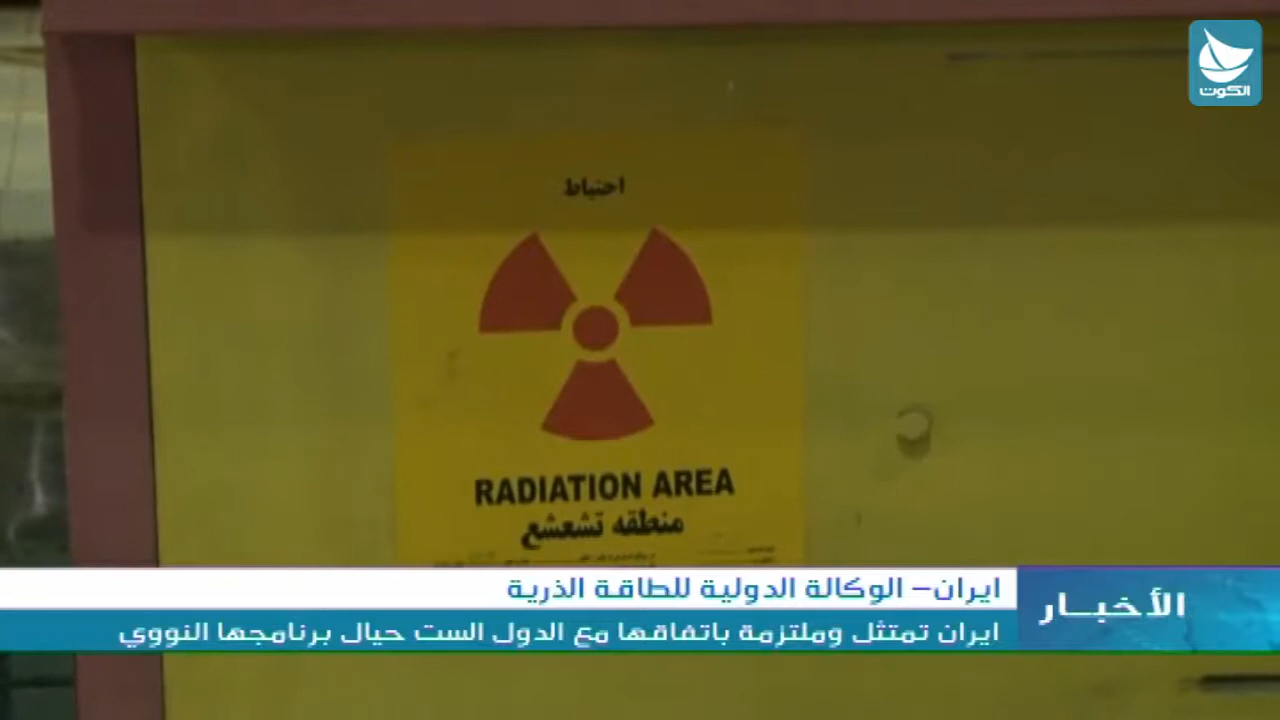 الكوت
احتياط
RADIATION AREA
منطقه تشعشع
ايران– الوكالة الدولية للطاقة الذرية
الأخبـار
ايران تمتثل وملتزمة باتفاقها مع الدول الست حيال برنامجها النووي